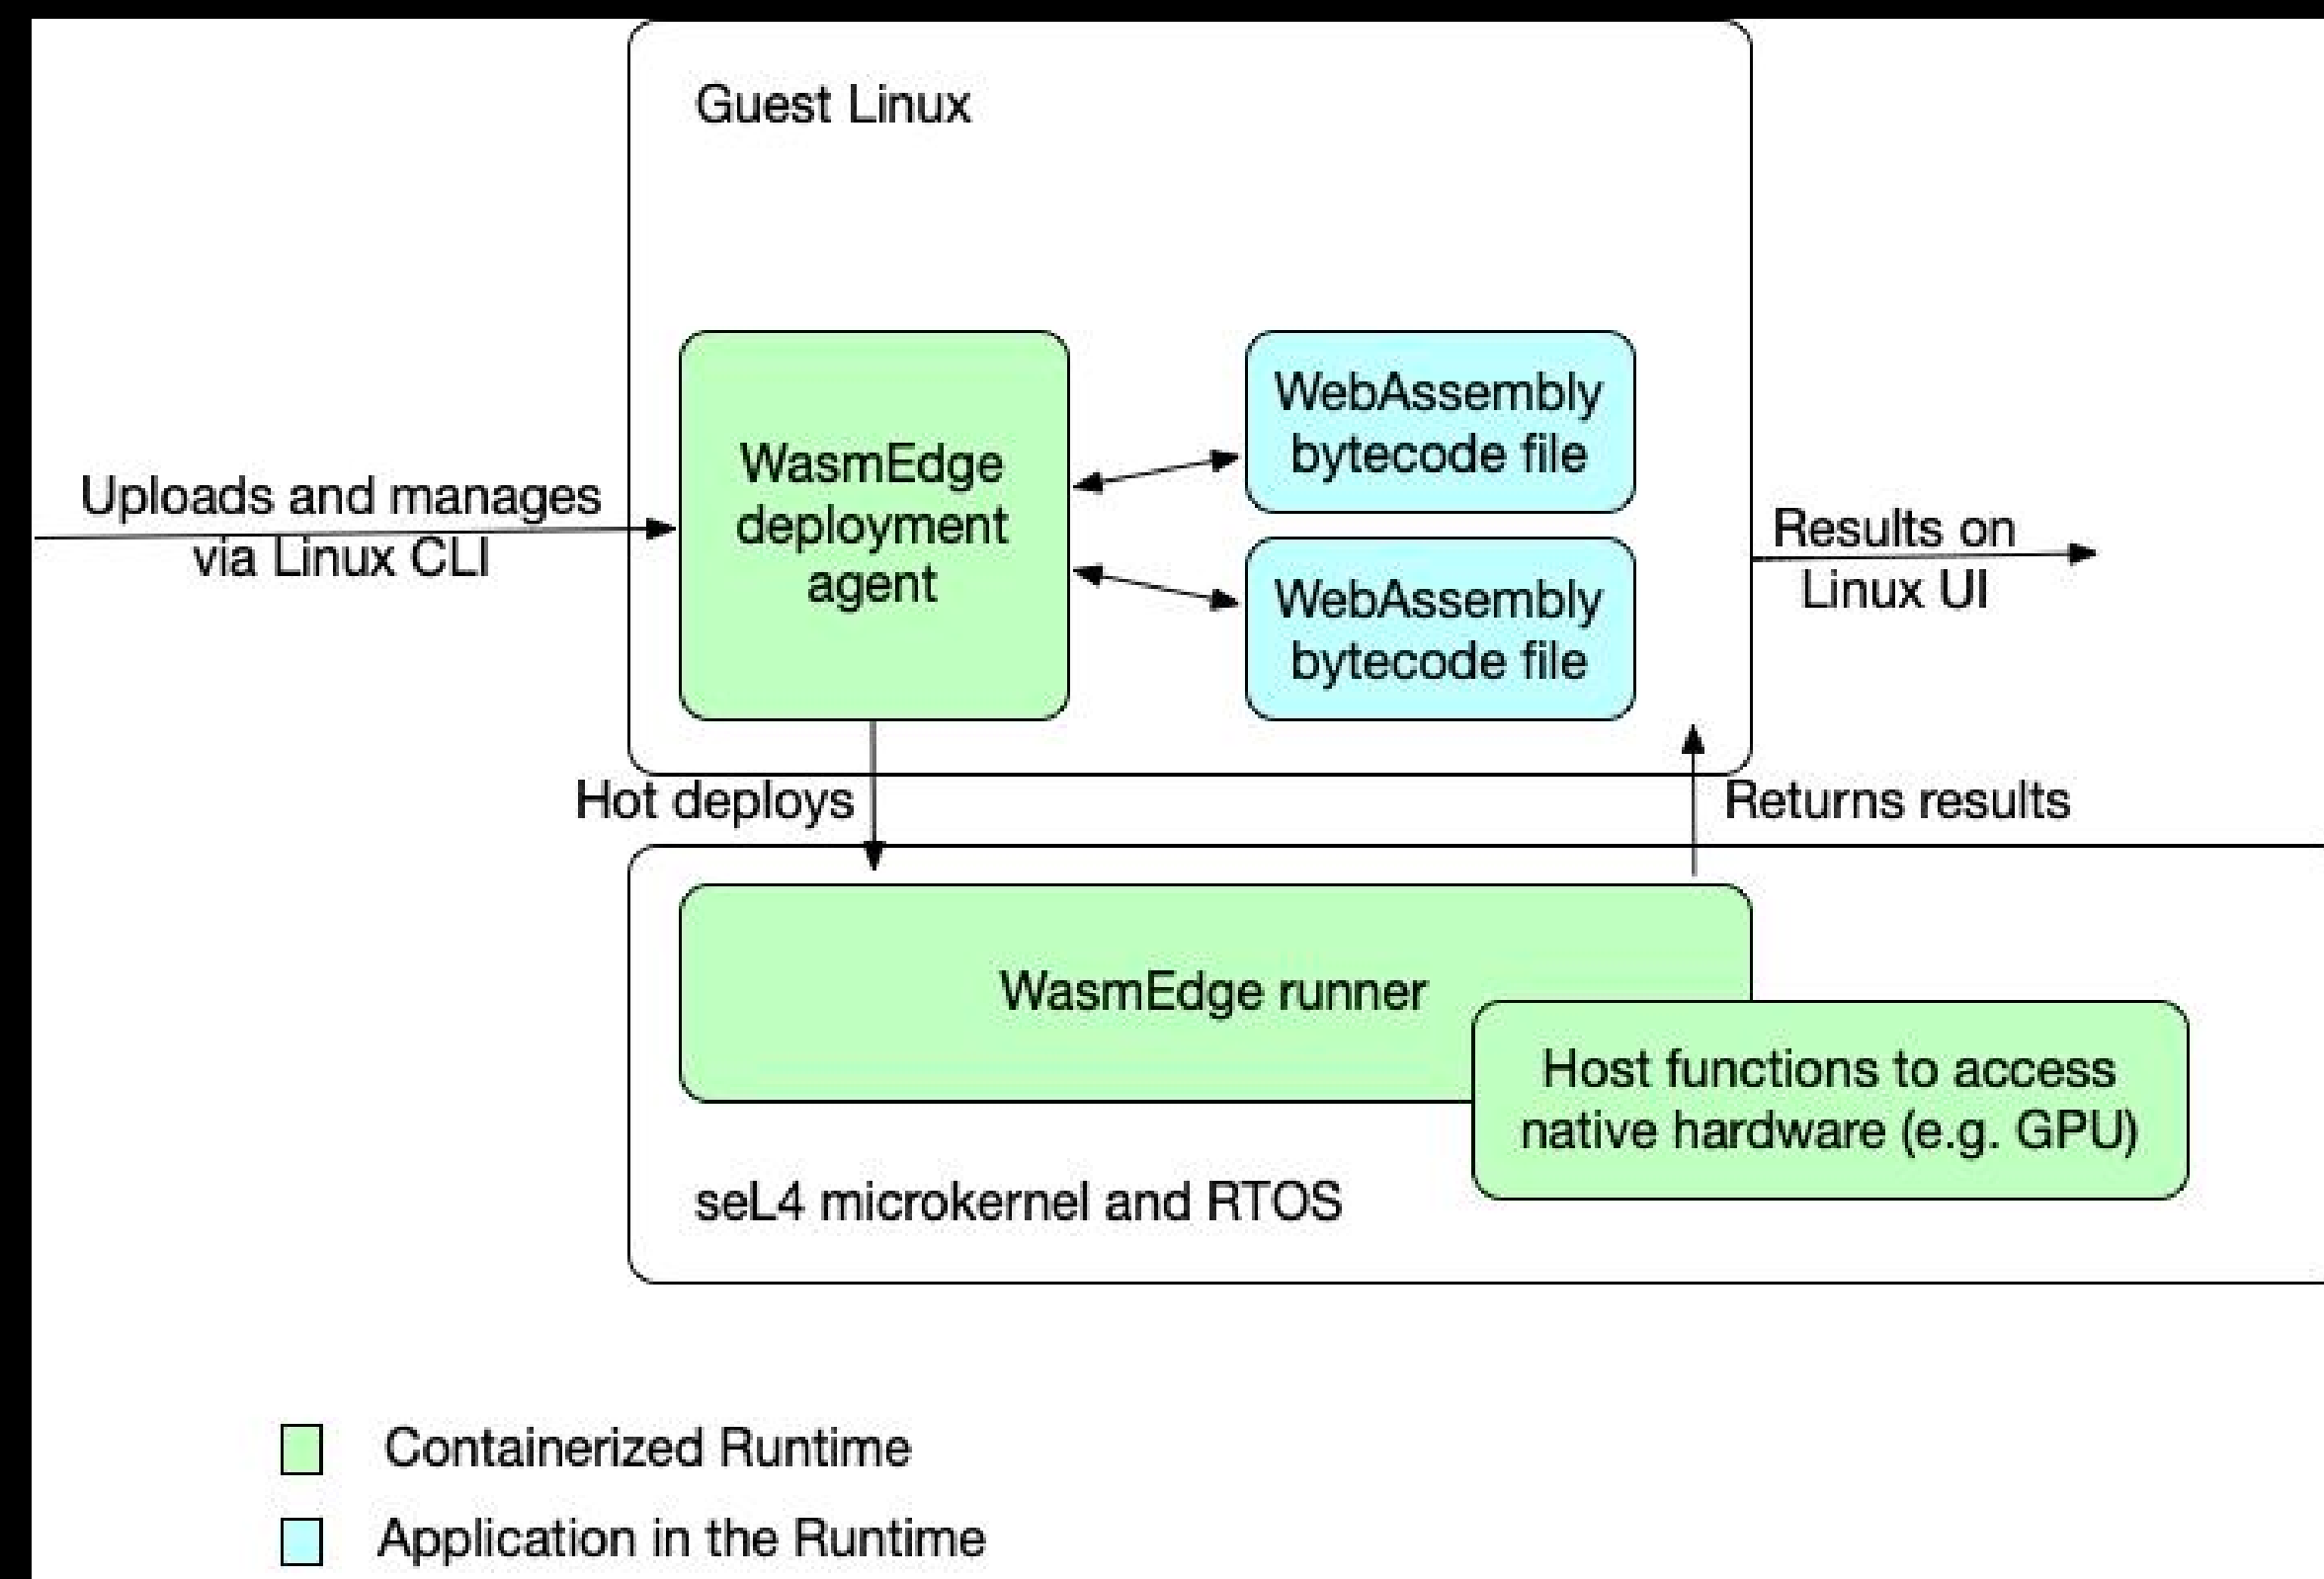 Guest Linux
Uploads and manages
via Linux CLI
WasmEdge
deployment
agent
WebAssembly
bytecode file
WebAssembly
bytecode file
Results on
Linux UI
Hot deploys
Returns results
WasmEdge runner
Host functions to access
native hardware (e.g. GPU)
seL4 microkernel and RTOS
Containerized Runtime
Application in the Runtime